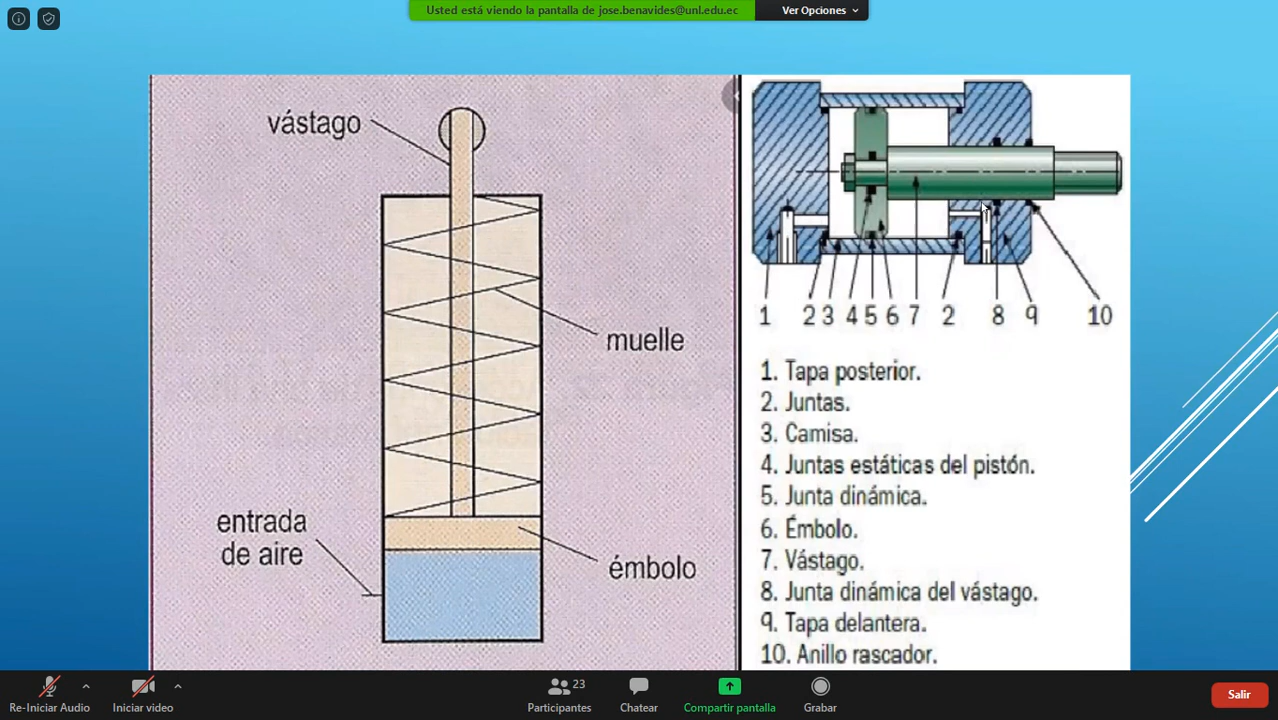 Usted está viendo la pantalla de jose.benavides@unl.edu.ec
Ver Opciones
vástago
muelle
entrada
de aire
émbolo
1 2 3 4 5 6 7 2 8 9 10
1. Tapa posterior.
2. Juntas.
3. Camisa.
4. Juntas estáticas del pistón.
5. Junta dinámica.
6. Émbolo.
7. Vástago.
8. Junta dinámica del vástago.
9. Tapa delantera.
10. Anillo rascador.
Re-Iniciar Audio
Iniciar video
23
Participantes
Chatear
Compartir pantalla
Grabar
Salir